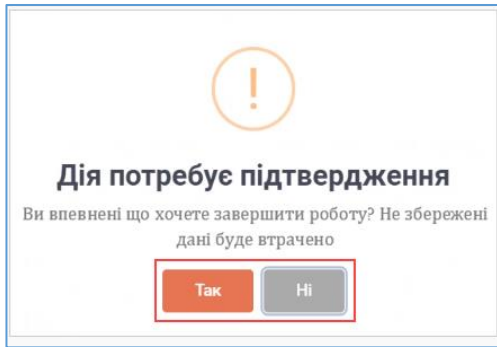 !
Дія потребує підтвердження
Ви впевнені що хочете завершити роботу? Не збережені
дані буде втрачено
Так Ні